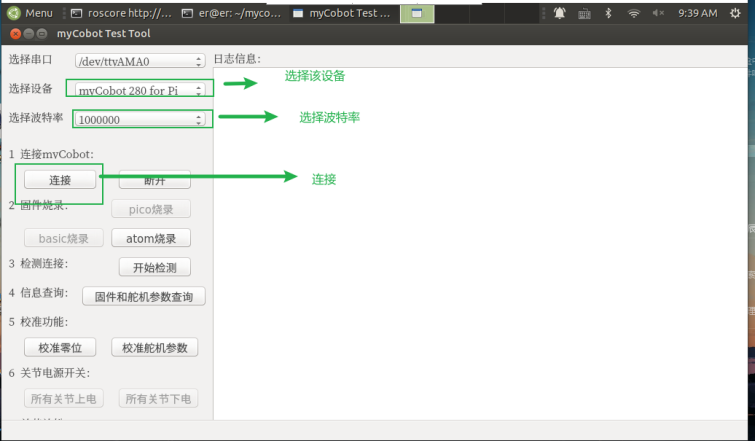 Menu roscore http://... er@er: ~/myco... myCobot Test ... 9:39 AM
myCobot Test Tool
选择串口 /dev/ttyAMA0 日志信息:
选择设备 myCobot 280 for Pi 选择该设备
选择波特率 1000000 选择波特率
1 连接myCobot:
连接 断开 连接
2 固件烧录: pico烧录
basic烧录 atom烧录
3 检测连接: 开始检测
4 信息查询: 固件和舵机参数查询
5 校准功能:
校准零位 校准舵机参数
6 关节电源开关:
所有关节上电 所有关节下电